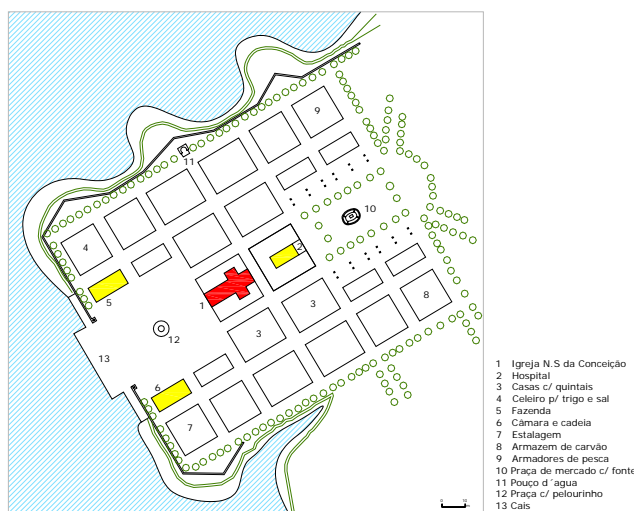 9
11
10
4
2
5
1
3
3
8
12
13
6
7
0 10
1 Igreja N.S da Conceição
2 Hospital
3 Casas c/ quintais
4 Celeiro p/ trigo e sal
5 Fazenda
6 Câmara e cadeia
7 Estalagem
8 Armazem de carvão
9 Armadores de pesca
10 Praça de mercado c/ fonte
11 Pouço d´agua
12 Praça c/ pelourinho
13 Cais